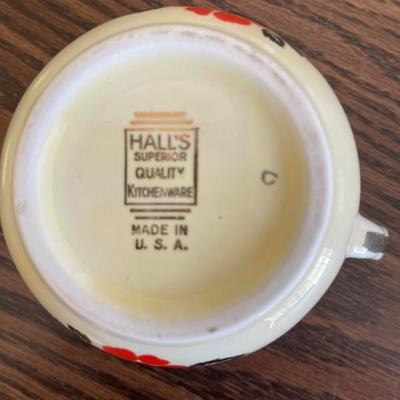 HALL'S
SUPERIOR
QUALITY
KITCHENWARE
MADE IN
U. S. A.